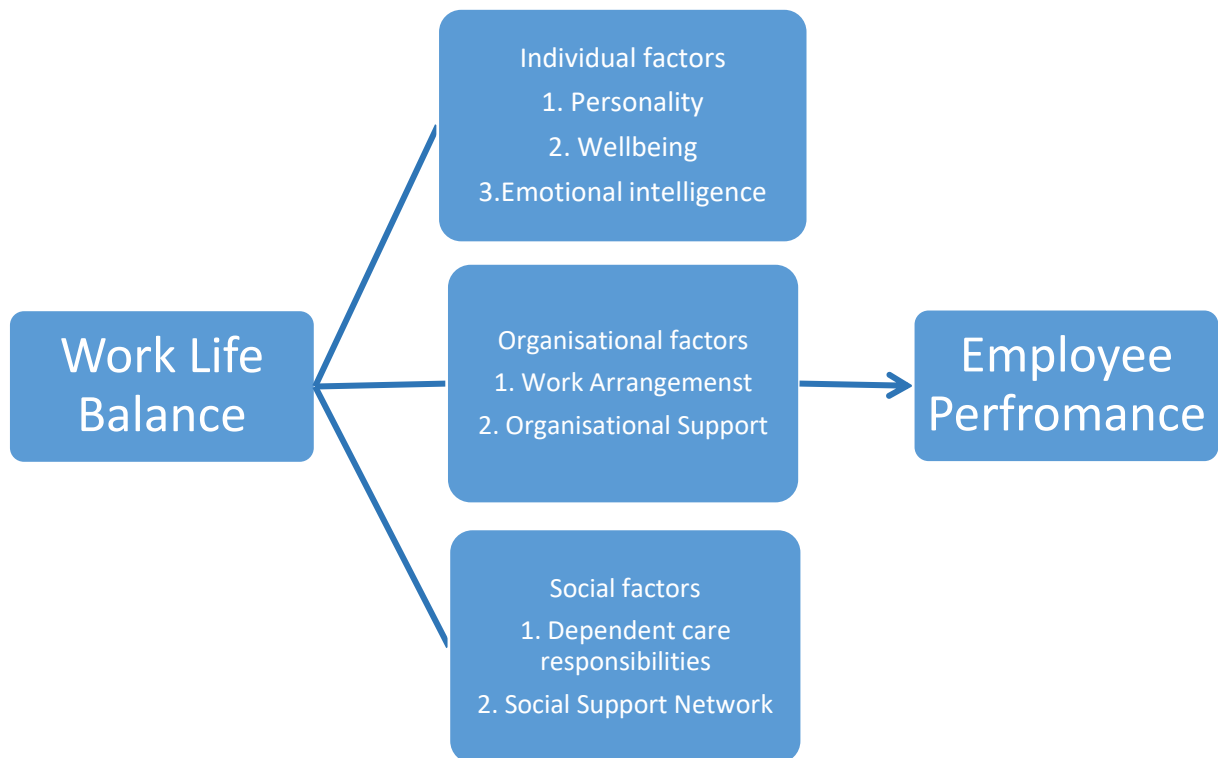 Individual factors
1. Personality
2. Wellbeing
3.Emotional intelligence
Work Life
Balance
Organisational factors
1. Work Arrangemenst
2. Organisational Support
Employee
Perfromance
Social factors
1. Dependent care
responsibilities
2. Social Support Network